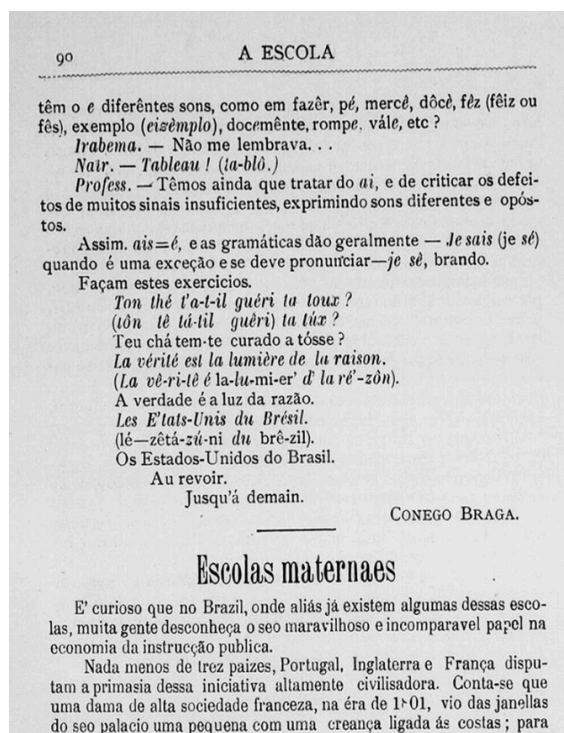 90
A ESCOLA
têm o e diferêntes sons, como em fazêr, pé, mercê, dôcè, fêz (fêiz ou
fês), exemplo (eizèmplo), docemênte, rompe, vále, etc ?
Irabema. — Não me lembrava. . .
Nair. — Tableau ! (ta-blô.)
Profess. — Têmos ainda que tratar do ai, e de criticar os defei-
tos de muitos sinais insuficientes, exprimindo sons diferentes e opós-
tos.
Assim. ais=é, e as gramáticas dão geralmente — Je sais (je sé)
quando é uma exceção e se deve pronunciar—je sê, brando.
Façam estes exercicios.
Ton thé t'a-t-il guéri ta toux ?
(tôn tê tá-til guêri) ta túx ?
Teu chá tem-te curado a tósse ?
La vérité est la lumière de la raison.
(La vê-ri-tê é la-lu-mi-er' d' la ré'-zôn).
A verdade é a luz da razão.
Les E'tats-Unis du Brésil.
(lé—zêtá-zú-ni du brê-zil).
Os Estados-Unidos do Brasil.
Au revoir.
Jusqu'á demain.
CONEGO BRAGA.
Escolas maternaes
E' curioso que no Brazil, onde aliás já existem algumas dessas esco-
las, muita gente desconheça o seo maravilhoso e incomparavel papel na
economia da instrucção publica.
Nada menos de trez paizes, Portugal, Inglaterra e França dispu-
tam a primasia dessa iniciativa altamente civilisadora. Conta-se que
uma dama de alta sociedade franceza, na éra de 1801, vio das janellas
do seo palacio uma pequena com uma creança ligada ás costas ; para